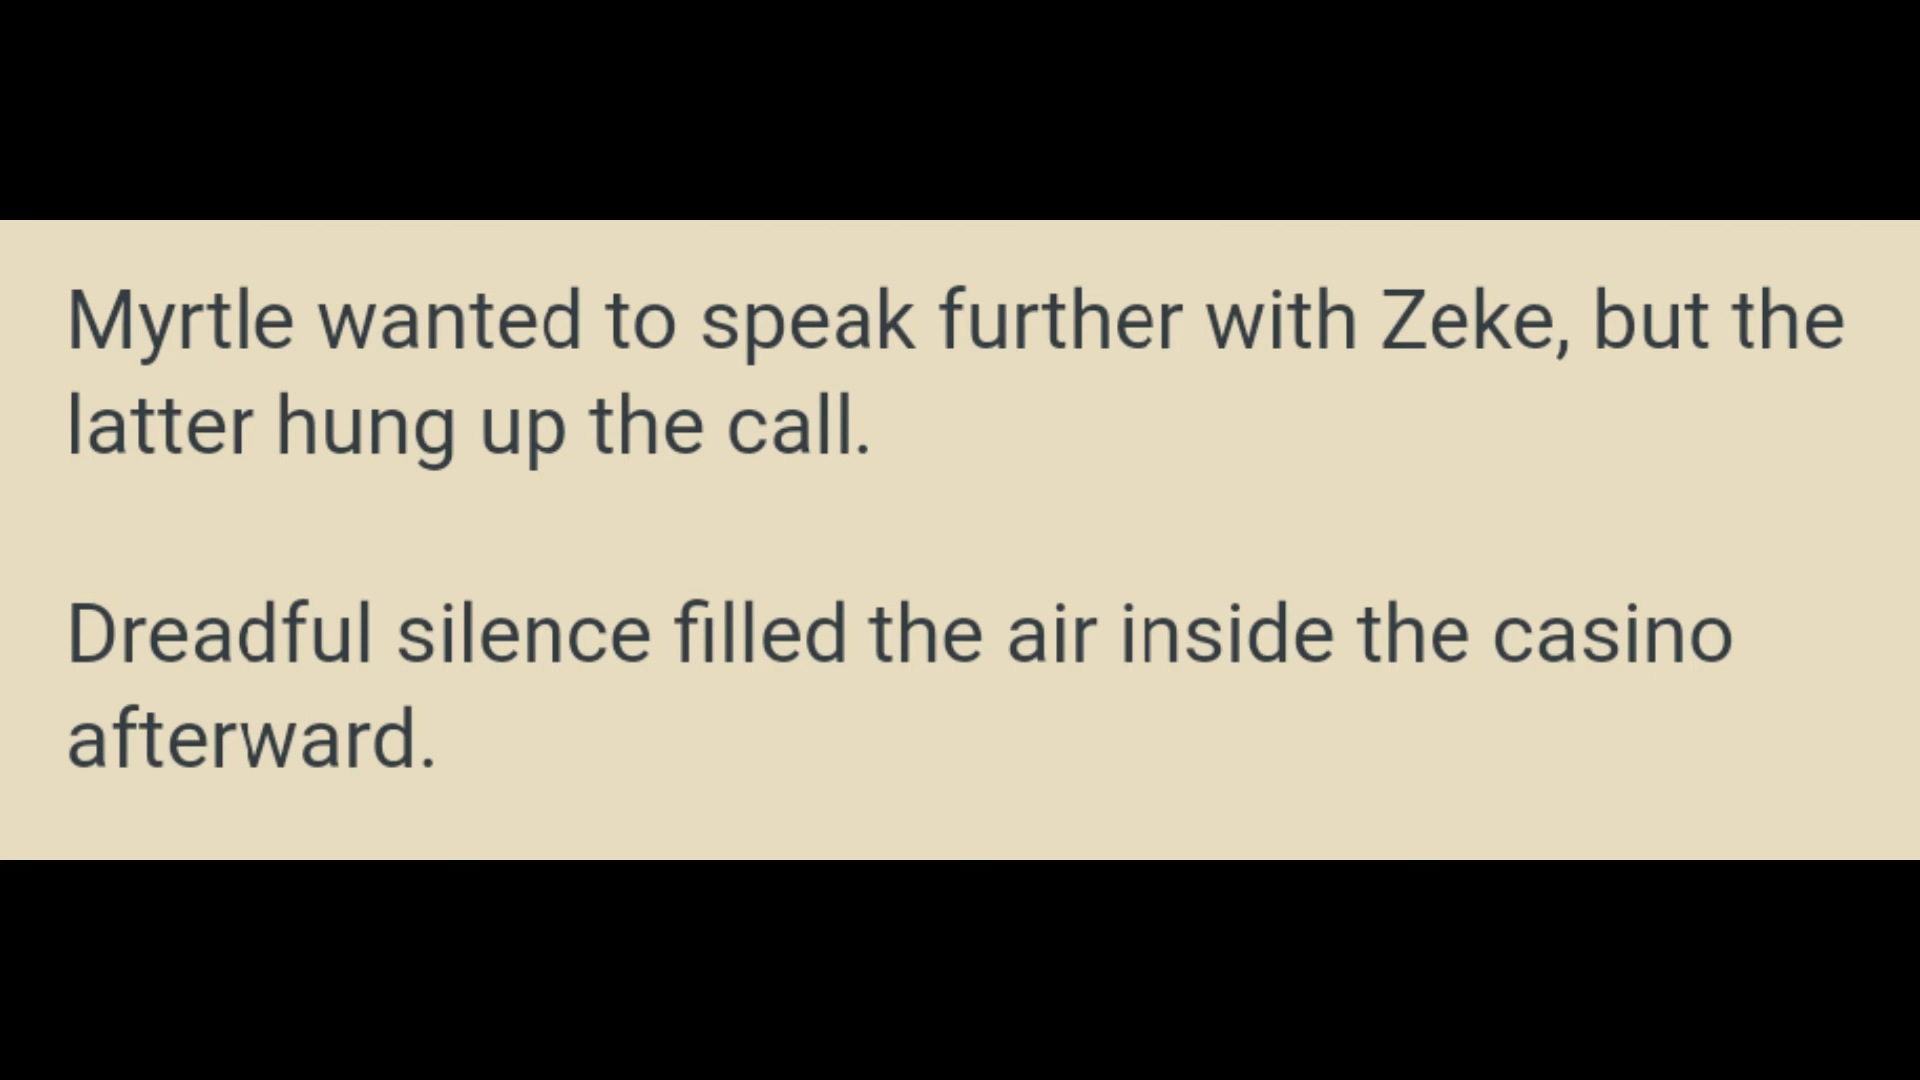 Myrtle wanted to speak further with Zeke, but the
latter hung up the call.
Dreadful silence filled the air inside the casino
afterward.